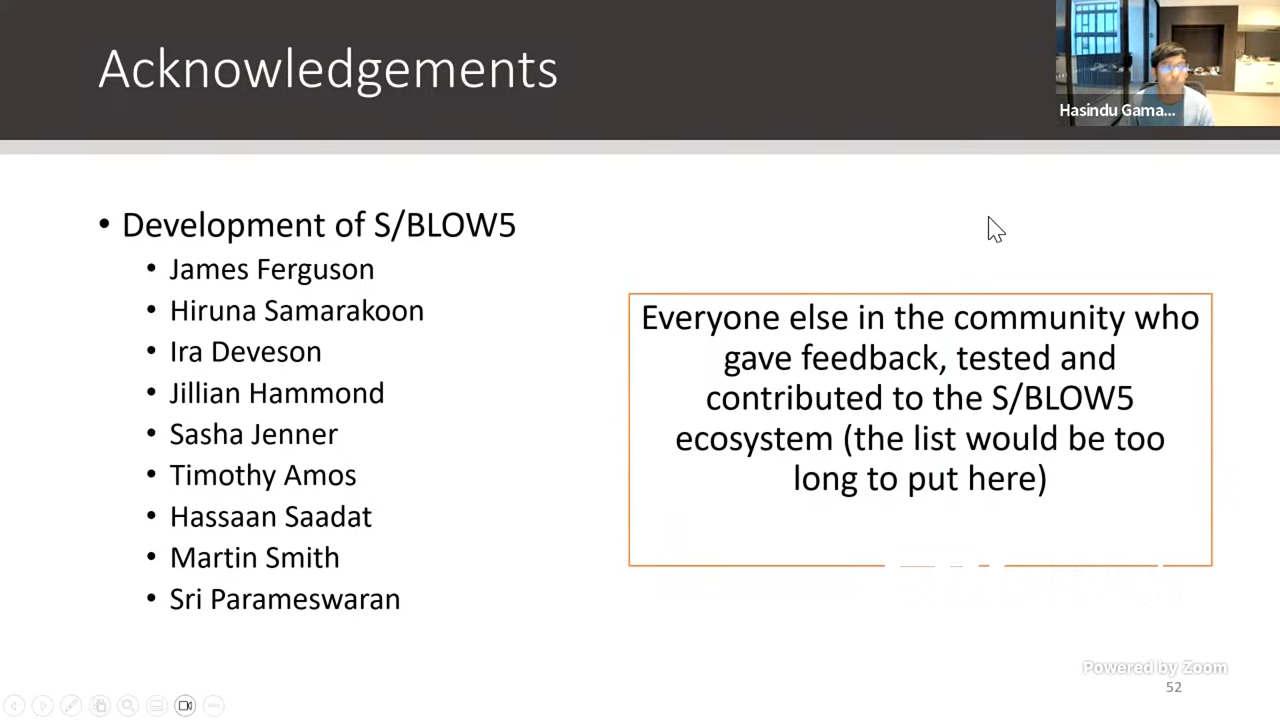 Acknowledgements
Hasindu Gama...
• Development of S/BLOW5
• James Ferguson
• Hiruna Samarakoon
• Ira Deveson
• Jillian Hammond
• Sasha Jenner
• Timothy Amos
• Hassaan Saadat
• Martin Smith
• Sri Parameswaran
Everyone else in the community who
gave feedback, tested and
contributed to the S/BLOW5
ecosystem (the list would be too
long to put here)
Powered by Zoom
52